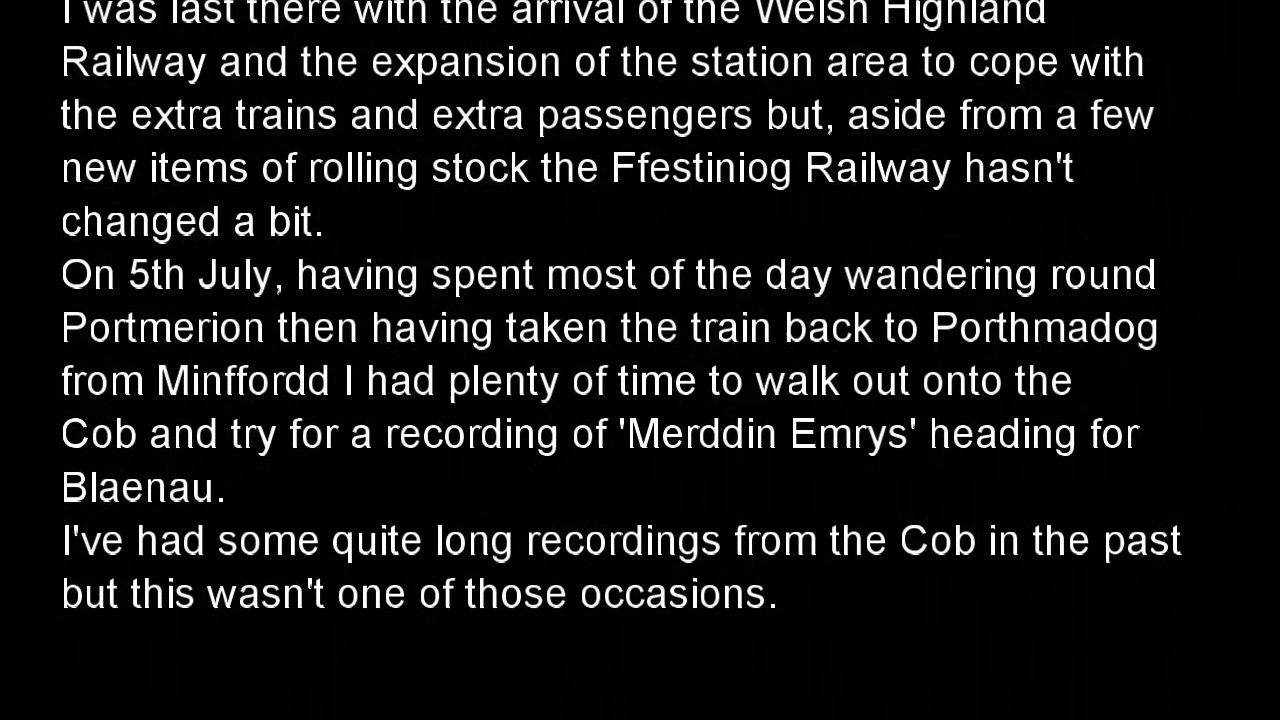 I was last there with the arrival of the Welsh Highland
Railway and the expansion of the station area to cope with
the extra trains and extra passengers but, aside from a few
new items of rolling stock the Ffestiniog Railway hasn't
changed a bit.
On 5th July, having spent most of the day wandering round
Portmerion then having taken the train back to Porthmadog
from Minffordd I had plenty of time to walk out onto the
Cob and try for a recording of 'Merddin Emrys' heading for
Blaenau.
I've had some quite long recordings from the Cob in the past
but this wasn't one of those occasions.